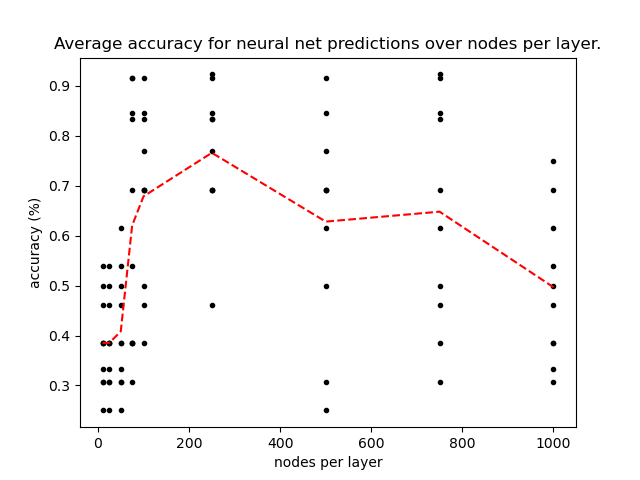 Average accuracy for neural net predictions over nodes per layer.
0.9
0.8
0.7
0.6
0.5
0.4
0.3
accuracy (%)
0 200 400 600 800 1000
nodes per layer